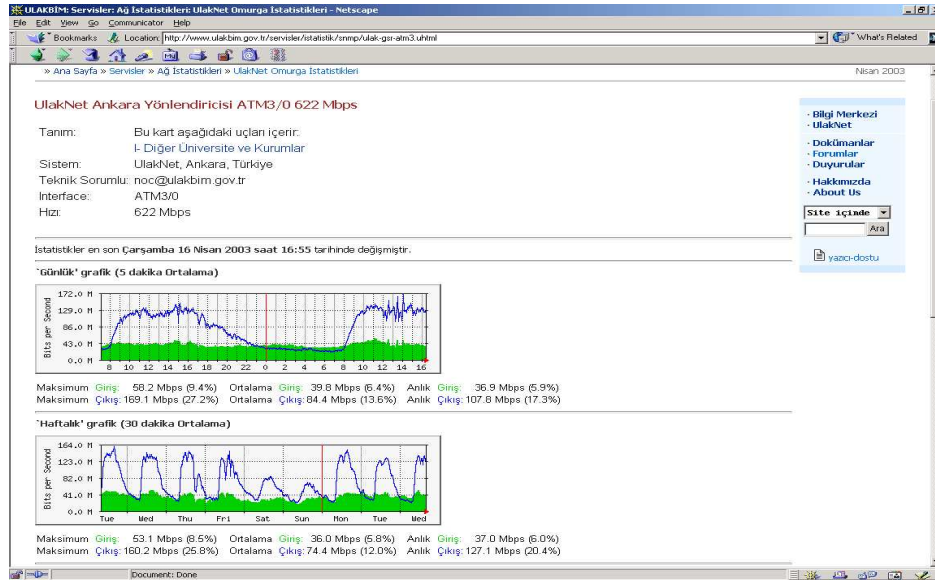 ULAKBİM: Servisler: Ağ İstatistikleri: UlakNet Omurga İstatistikleri - Netscape
File Edit View Go Communicator Help
Bookmarks Location: http://www.ulakbim.gov.tr/servisler/istatistik/snmp/ulak-gsr-atm3.uhtml What's Related
» Ana Sayfa » Servisler » Ağ İstatistikleri » UlakNet Omurga İstatistikleri Nisan 2003
UlakNet Ankara Yönlendiricisi ATM3/0 622 Mbps
Tanım: Bu kart aşağıdaki uçları içerir:
I- Diğer Üniversite ve Kurumlar
Sistem: UlakNet, Ankara, Türkiye
Teknik Sorumlu: noc@ulakbim.gov.tr
Interface: ATM3/0
Hızı: 622 Mbps
· Bilgi Merkezi
· UlakNet
· Dokümanlar
· Forumlar
· Duyurular
· Hakkımızda
· About Us
Site içinde
Ara
yazıcı-dostu
İstatistikler en son Çarşamba 16 Nisan 2003 saat 16:55 tarihinde değişmiştir.
`Günlük' grafik (5 dakika Ortalama)
Bits per Second
172.0 M
129.0 M
86.0 M
43.0 M
0.0 M
8 10 12 14 16 18 20 22 0 2 4 6 8 10 12 14 16
Maksimum Giriş: 58.2 Mbps (9.4%) Ortalama Giriş: 39.8 Mbps (6.4%) Anlık Giriş: 36.9 Mbps (5.9%)
Maksimum Çıkış: 169.1 Mbps (27.2%) Ortalama Çıkış: 84.4 Mbps (13.6%) Anlık Çıkış: 107.8 Mbps (17.3%)
`Haftalık' grafik (30 dakika Ortalama)
Bits per Second
164.0 M
123.0 M
82.0 M
41.0 M
0.0 M
Tue Wed Thu Fri Sat Sun Mon Tue Wed
Maksimum Giriş: 53.1 Mbps (8.5%) Ortalama Giriş: 36.0 Mbps (5.8%) Anlık Giriş: 37.0 Mbps (6.0%)
Maksimum Çıkış: 160.2 Mbps (25.8%) Ortalama Çıkış: 74.4 Mbps (12.0%) Anlık Çıkış: 127.1 Mbps (20.4%)
Document: Done